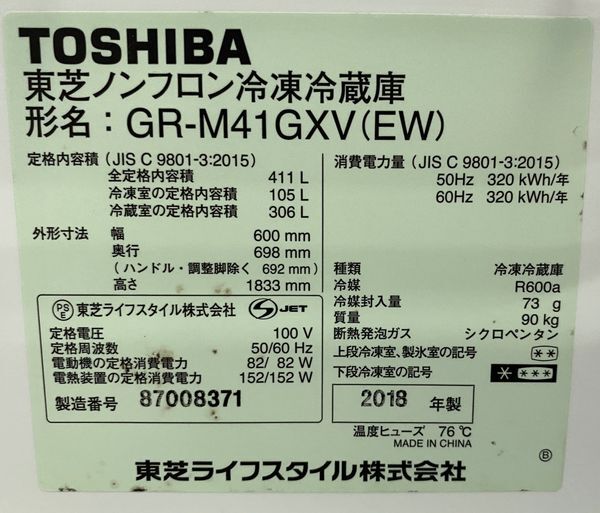 TOSHIBA
東芝ノンフロン冷凍冷蔵庫
形名：GR-M41GXV(EW)
定格内容積 (JIS C 9801-3:2015)
全定格内容積 411 L
冷凍室の定格内容積 105 L
冷蔵室の定格内容積 306 L
外形寸法 幅 600 mm
奥行 698 mm
(ハンドル・調整脚除く 692 mm)
高さ 1833 mm
PSE 東芝ライフスタイル株式会社 JET
定格電圧 100 V
定格周波数 50/60 Hz
電動機の定格消費電力 82/ 82 W
電熱装置の定格消費電力 152/152 W
製造番号 87008371
消費電力量 (JIS C 9801-3:2015)
50Hz 320 kWh/年
60Hz 320 kWh/年
種類 冷凍冷蔵庫
冷媒 R600a
冷媒封入量 73 g
質量 90 kg
断熱発泡ガス シクロペンタン
上段冷凍室、製氷室の記号 **
下段冷凍室の記号 * ***
2018 年製
温度ヒューズ 76 ℃
MADE IN CHINA
Ⓑ
東芝ライフスタイル株式会社